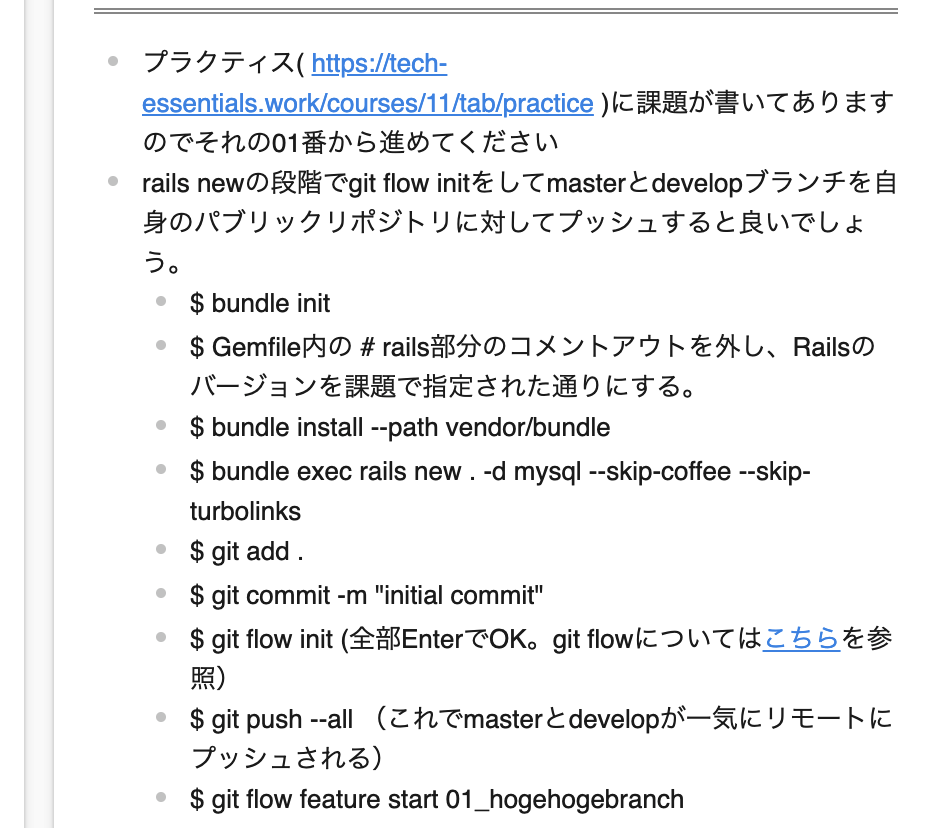 プラクティス( https://tech-
essentials.work/courses/11/tab/practice )に課題が書いてあります
のでそれの01番から進めてください
rails newの段階でgit flow initをしてmasterとdevelopブランチを自
身のパブリックリポジトリに対してプッシュすると良いでしょ
う。
$ bundle init
$ Gemfile内の # rails部分のコメントアウトを外し、Railsの
バージョンを課題で指定された通りにする。
$ bundle install --path vendor/bundle
$ bundle exec rails new . -d mysql --skip-coffee --skip-
turbolinks
$ git add .
$ git commit -m "initial commit"
$ git flow init (全部EnterでOK。git flowについてはこちらを参
照）
$ git push --all （これでmasterとdevelopが一気にリモートに
プッシュされる）
$ git flow feature start 01_hogehogebranch